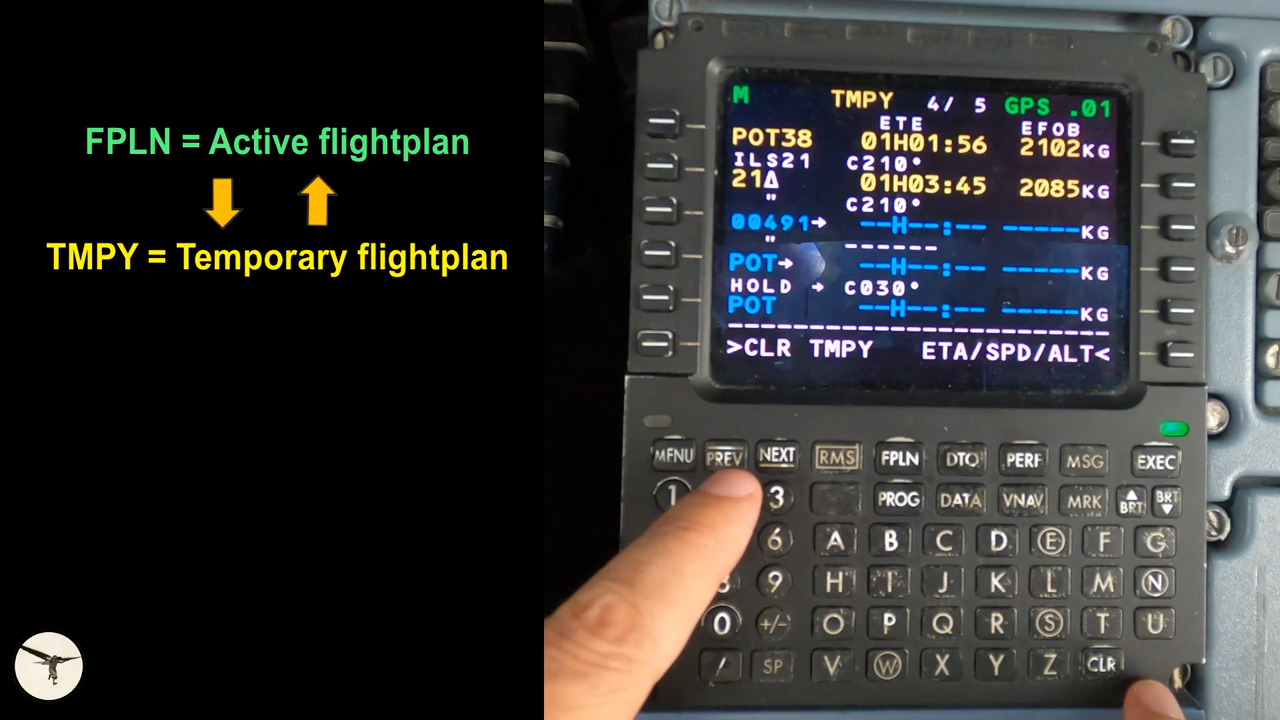 FPLN = Active flightplan
TMPY = Temporary flightplan
M TMPY 4/ 5 GPS .01
ETE EFOB
POT38 01H01:56 2102KG
ILS21 C210°
21Δ 01H03:45 2085KG
" C210°
00491→ --H--:-- -----KG
" ------
POT→ --H--:-- -----KG
HOLD → C030°
POT --H--:-- -----KG
>CLR TMPY ETA/SPD/ALT<
MENU PREV NEXT RMS FPLN DTO PERF MSG EXEC
1 3 PROG DATA VNAV MRK BRT BRT
6 A B C D E F G
9 H I J K L M N
0 +/- O P Q R S T U
/ SP V W X Y Z CLR